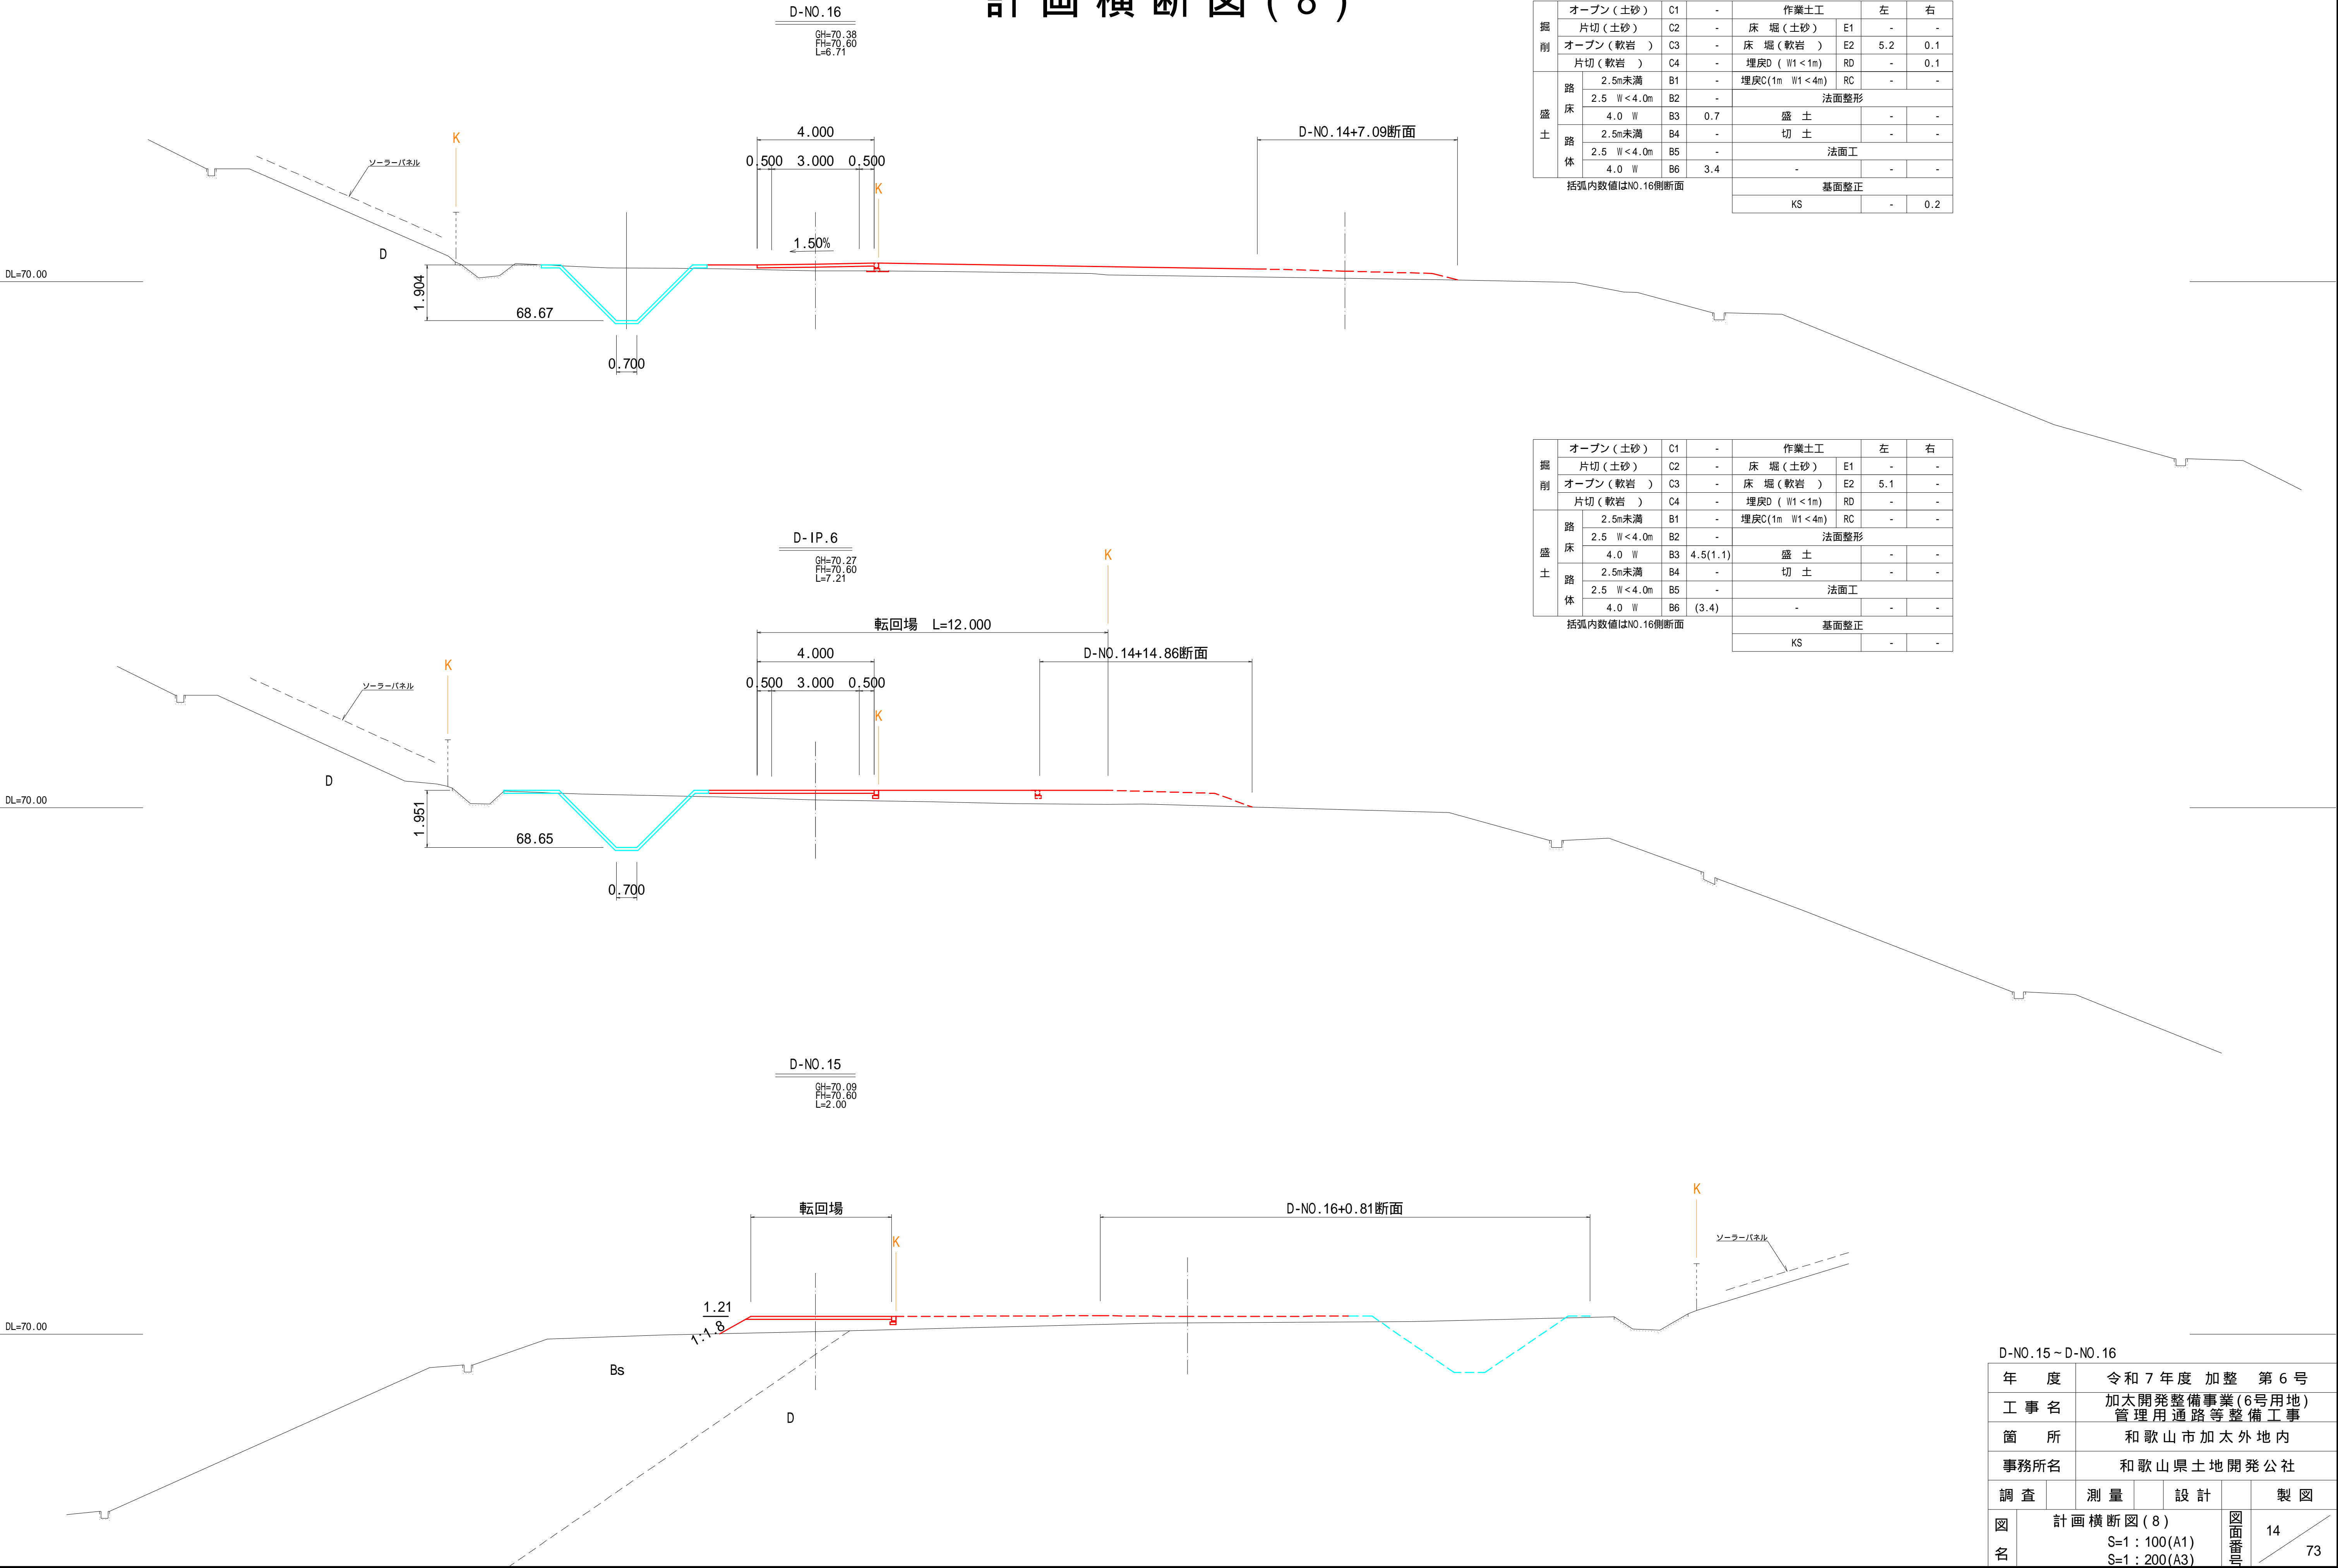 計画横断図(8)
D-NO.16
GH=70.38
FH=70.60
L=6.71
掘削 オープン(土砂) C1 - 作業土工 左 右
片切(土砂) C2 - 床 堀(土砂) E1 - -
オープン(軟岩 ) C3 - 床 堀(軟岩 ) E2 5.2 0.1
片切(軟岩 ) C4 - 埋戻D ( W1<1m) RD - 0.1
盛土 路床 2.5m未満 B1 - 埋戻C(1m W1<4m) RC - -
2.5 W<4.0m B2 - 法面整形
4.0 W B3 0.7 盛 土 - -
路体 2.5m未満 B4 - 切 土 - -
2.5 W<4.0m B5 - 法面工
4.0 W B6 3.4 - - -
括弧内数値はNO.16側断面 基面整正
KS - 0.2
K
ソーラーパネル
D
4.000
0.500 3.000 0.500
K
1.50%
D-NO.14+7.09断面
DL=70.00
1.904
68.67
0.700
掘削 オープン(土砂) C1 - 作業土工 左 右
片切(土砂) C2 - 床 堀(土砂) E1 - -
オープン(軟岩 ) C3 - 床 堀(軟岩 ) E2 5.1 -
片切(軟岩 ) C4 - 埋戻D ( W1<1m) RD - -
盛土 路床 2.5m未満 B1 - 埋戻C(1m W1<4m) RC - -
2.5 W<4.0m B2 - 法面整形
4.0 W B3 4.5(1.1) 盛 土 - -
路体 2.5m未満 B4 - 切 土 - -
2.5 W<4.0m B5 - 法面工
4.0 W B6 (3.4) - - -
括弧内数値はNO.16側断面 基面整正
KS - -
D-IP.6
GH=70.27
FH=70.60
L=7.21
K
転回場 L=12.000
4.000
D-NO.14+14.86断面
0.500 3.000 0.500
K
K
ソーラーパネル
D
DL=70.00
1.951
68.65
0.700
D-NO.15
GH=70.09
FH=70.60
L=2.00
転回場
K
D-NO.16+0.81断面
K
ソーラーパネル
1.21
1:1.8
DL=70.00
Bs
D
D-NO.15~D-NO.16
年 度 令和7年度 加整 第6号
工事名 加太開発整備事業(6号用地)
管理用通路等整備工事
箇 所 和歌山市加太外地内
事務所名 和歌山県土地開発公社
調査 測量 設計 製図
図名 計画横断図(8)
S=1:100(A1)
S=1:200(A3)
図面番号 14/73